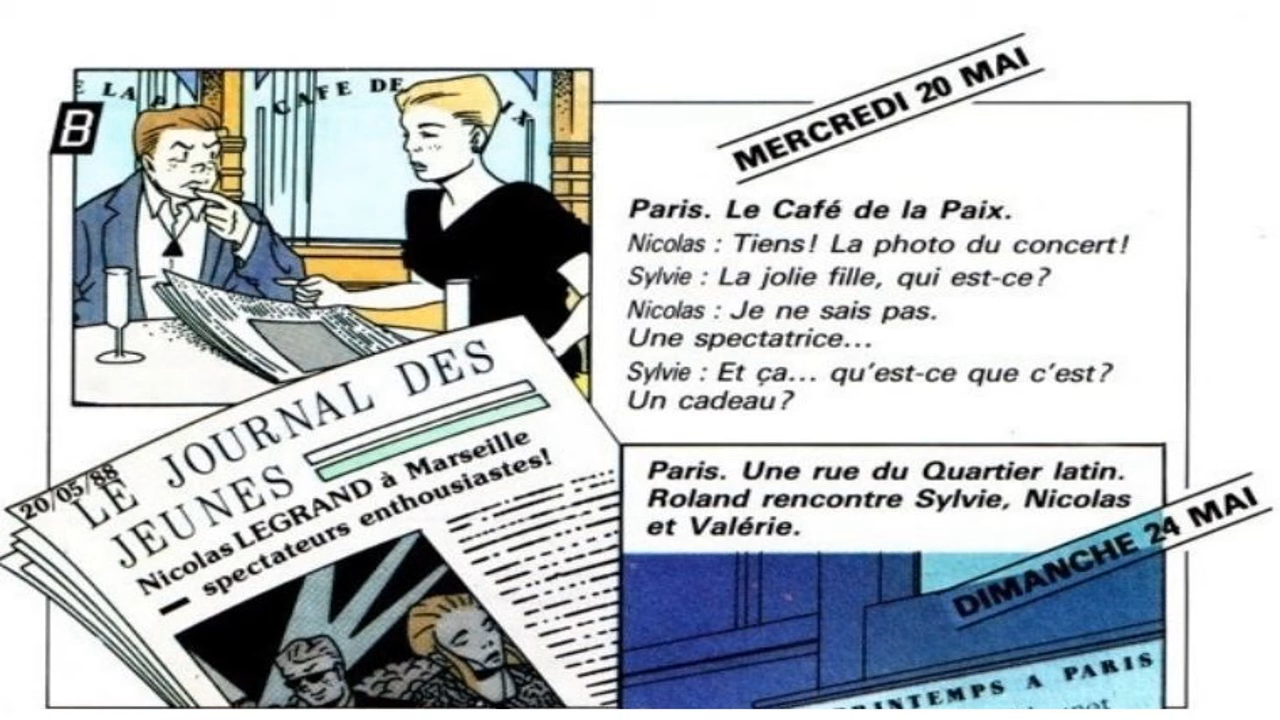 E LA P
CAFE DE
IX
8
MERCREDI 20 MAI
Paris. Le Café de la Paix.
Nicolas : Tiens! La photo du concert!
Sylvie : La jolie fille, qui est-ce?
Nicolas : Je ne sais pas.
Une spectatrice...
Sylvie : Et ça... qu'est-ce que c'est?
Un cadeau?
20/05/88
LE JOURNAL DES
JEUNES
Nicolas LEGRAND à Marseille
spectateurs enthousiastes!
Paris. Une rue du Quartier latin.
Roland rencontre Sylvie, Nicolas
et Valérie.
DIMANCHE 24 MAI
RINTEMPS A PARIS